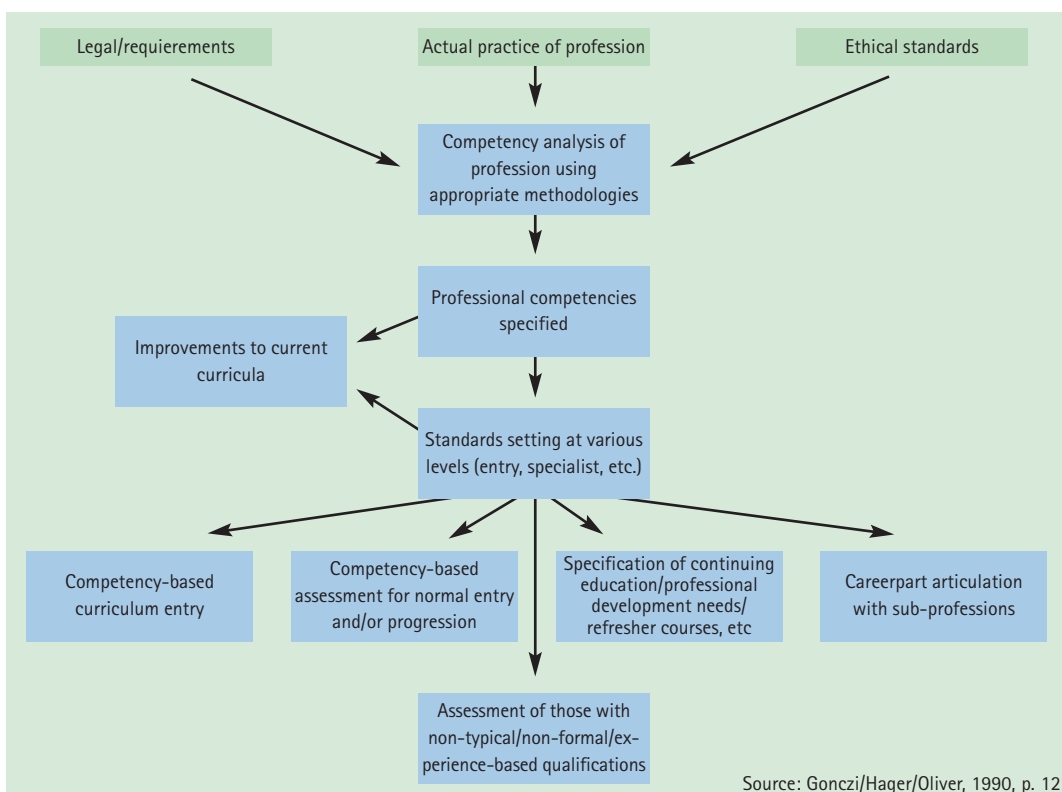 Legal/requierements
Actual practice of profession
Ethical standards
Competency analysis of
profession using
appropriate methodologies
Professional competencies
specified
Improvements to current
curricula
Standards setting at various
levels (entry, specialist, etc.)
Competency-based
curriculum entry
Competency-based
assessment for normal entry
and/or progression
Specification of continuing
education/professional
development needs/
refresher courses, etc
Careerpart articulation
with sub-professions
Assessment of those with
non-typical/non-formal/ex-
perience-based qualifications
Source: Gonczi/Hager/Oliver, 1990, p. 12